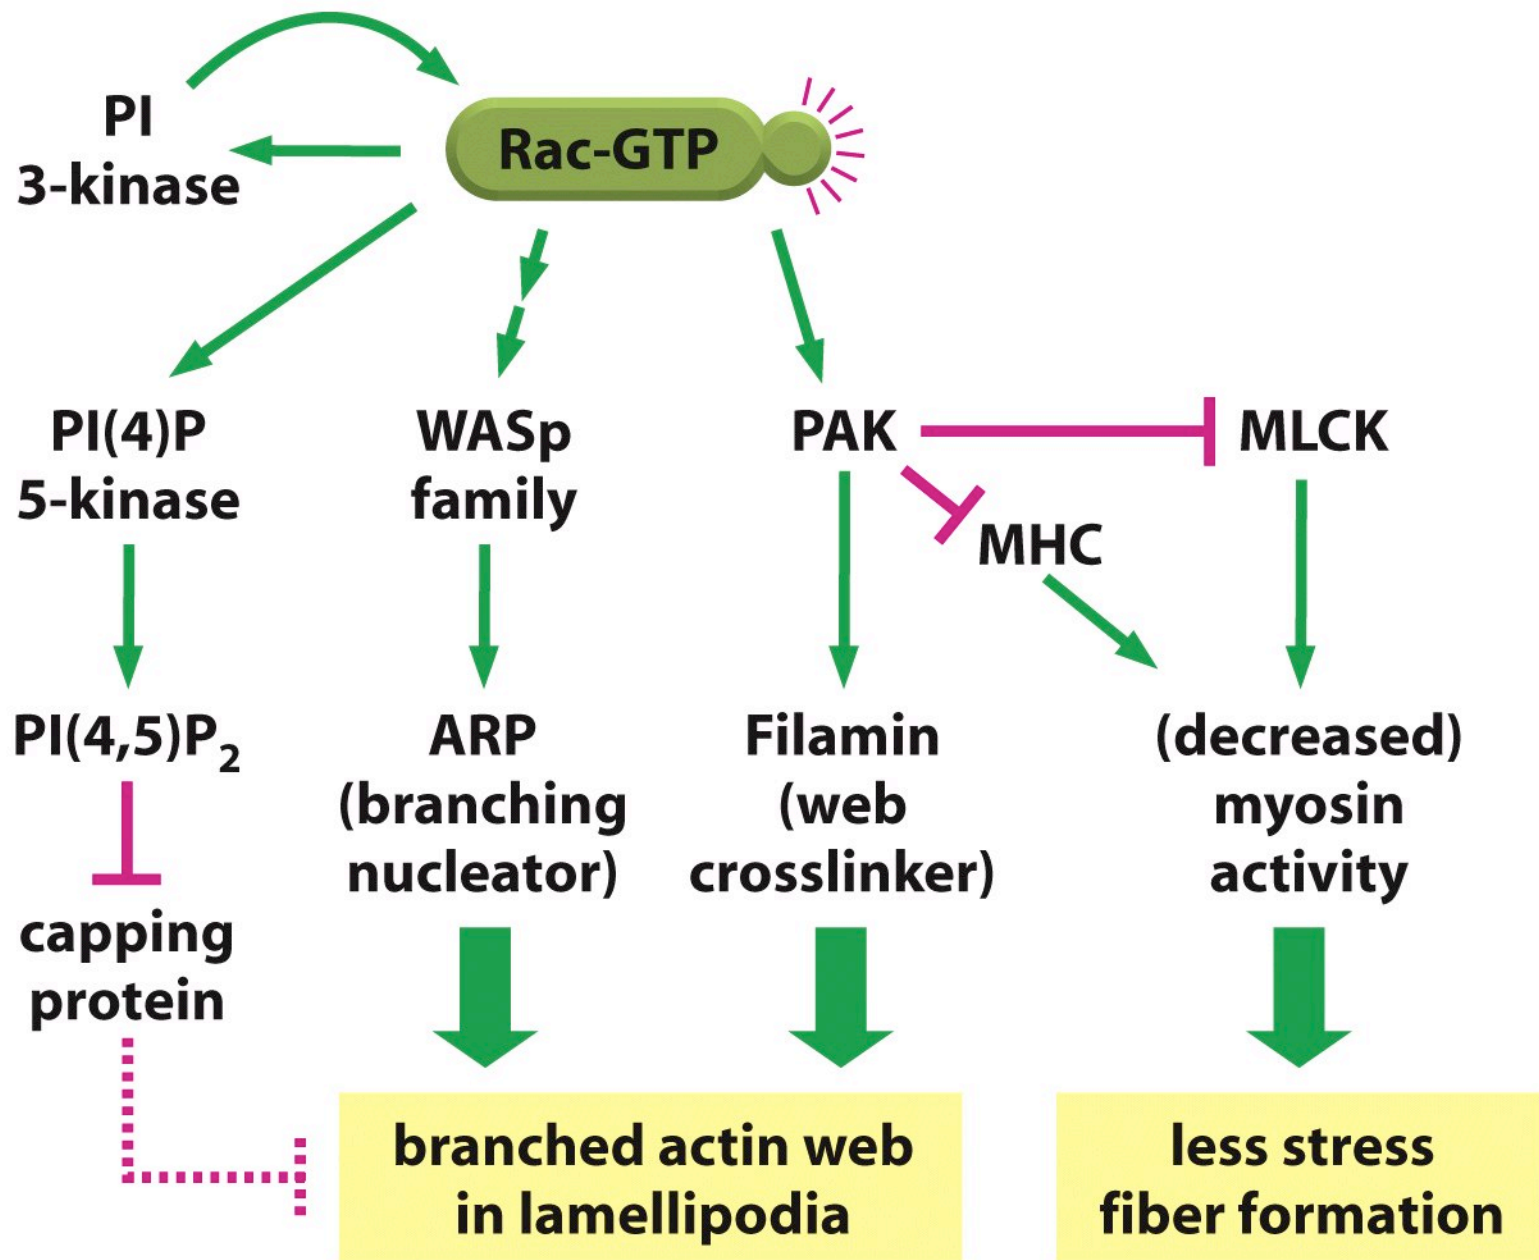 PI
3-kinase
Rac-GTP
PI(4)P
5-kinase
WASp
family
PAK
MLCK
MHC
PI(4,5)P₂
ARP
(branching
nucleator)
Filamin
(web
crosslinker)
(decreased)
myosin
activity
capping
protein
branched actin web
in lamellipodia
less stress
fiber formation